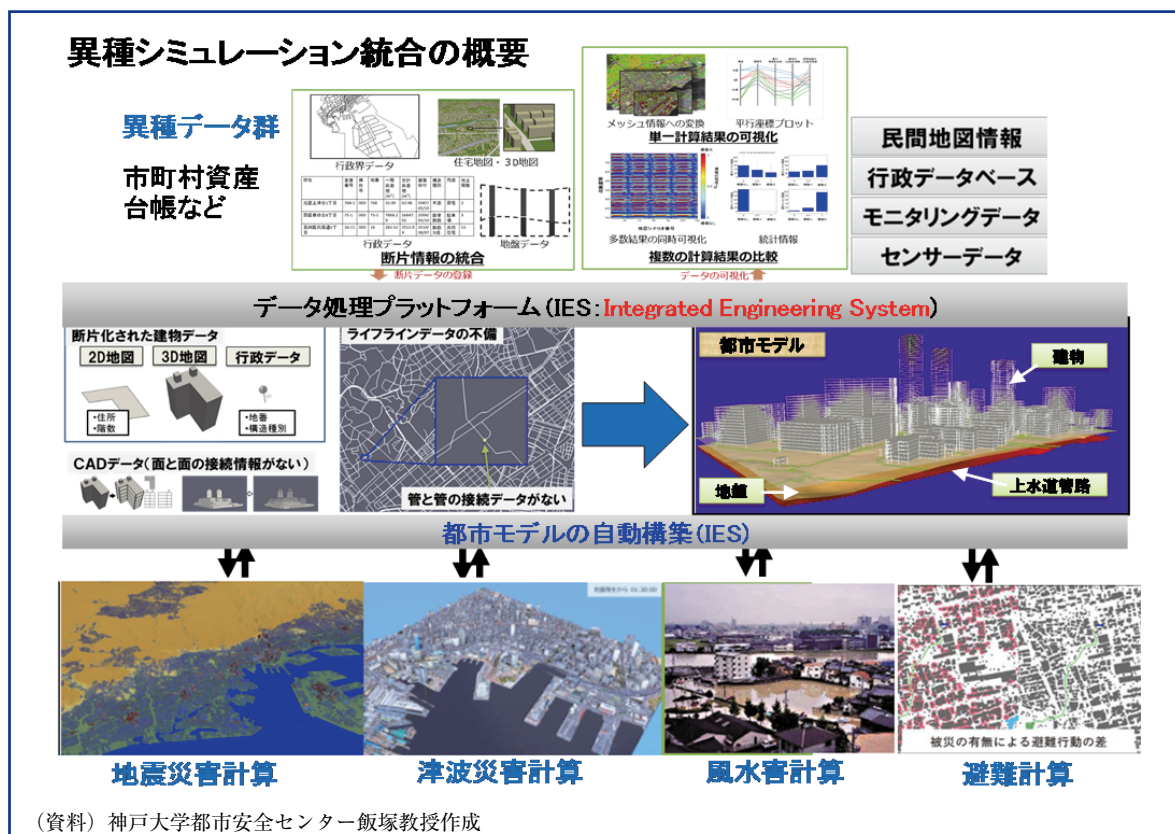 異種シミュレーション統合の概要
異種データ群
市町村資産
台帳など
行政界データ
住宅地図・3D地図
行政データ
地盤データ
断片情報の統合
断片データの登録
メッシュ情報への変換
平行座標プロット
単一計算結果の可視化
地震シナリオ番号
多数結果の同時可視化
統計情報
複数の計算結果の比較
データの可視化
民間地図情報
行政データベース
モニタリングデータ
センサーデータ
データ処理プラットフォーム(IES:Integrated Engineering System)
断片化された建物データ
2D地図
3D地図
行政データ
•住所
•階数
•地番
•構造種別
CADデータ(面と面の接続情報がない)
ライフラインデータの不備
管と管の接続データがない
都市モデル
建物
地盤
上水道管路
都市モデルの自動構築(IES)
地震発生から 01:30:00
被災の有無による避難行動の差
地震災害計算
津波災害計算
風水害計算
避難計算
(資料)神戸大学都市安全センター飯塚教授作成